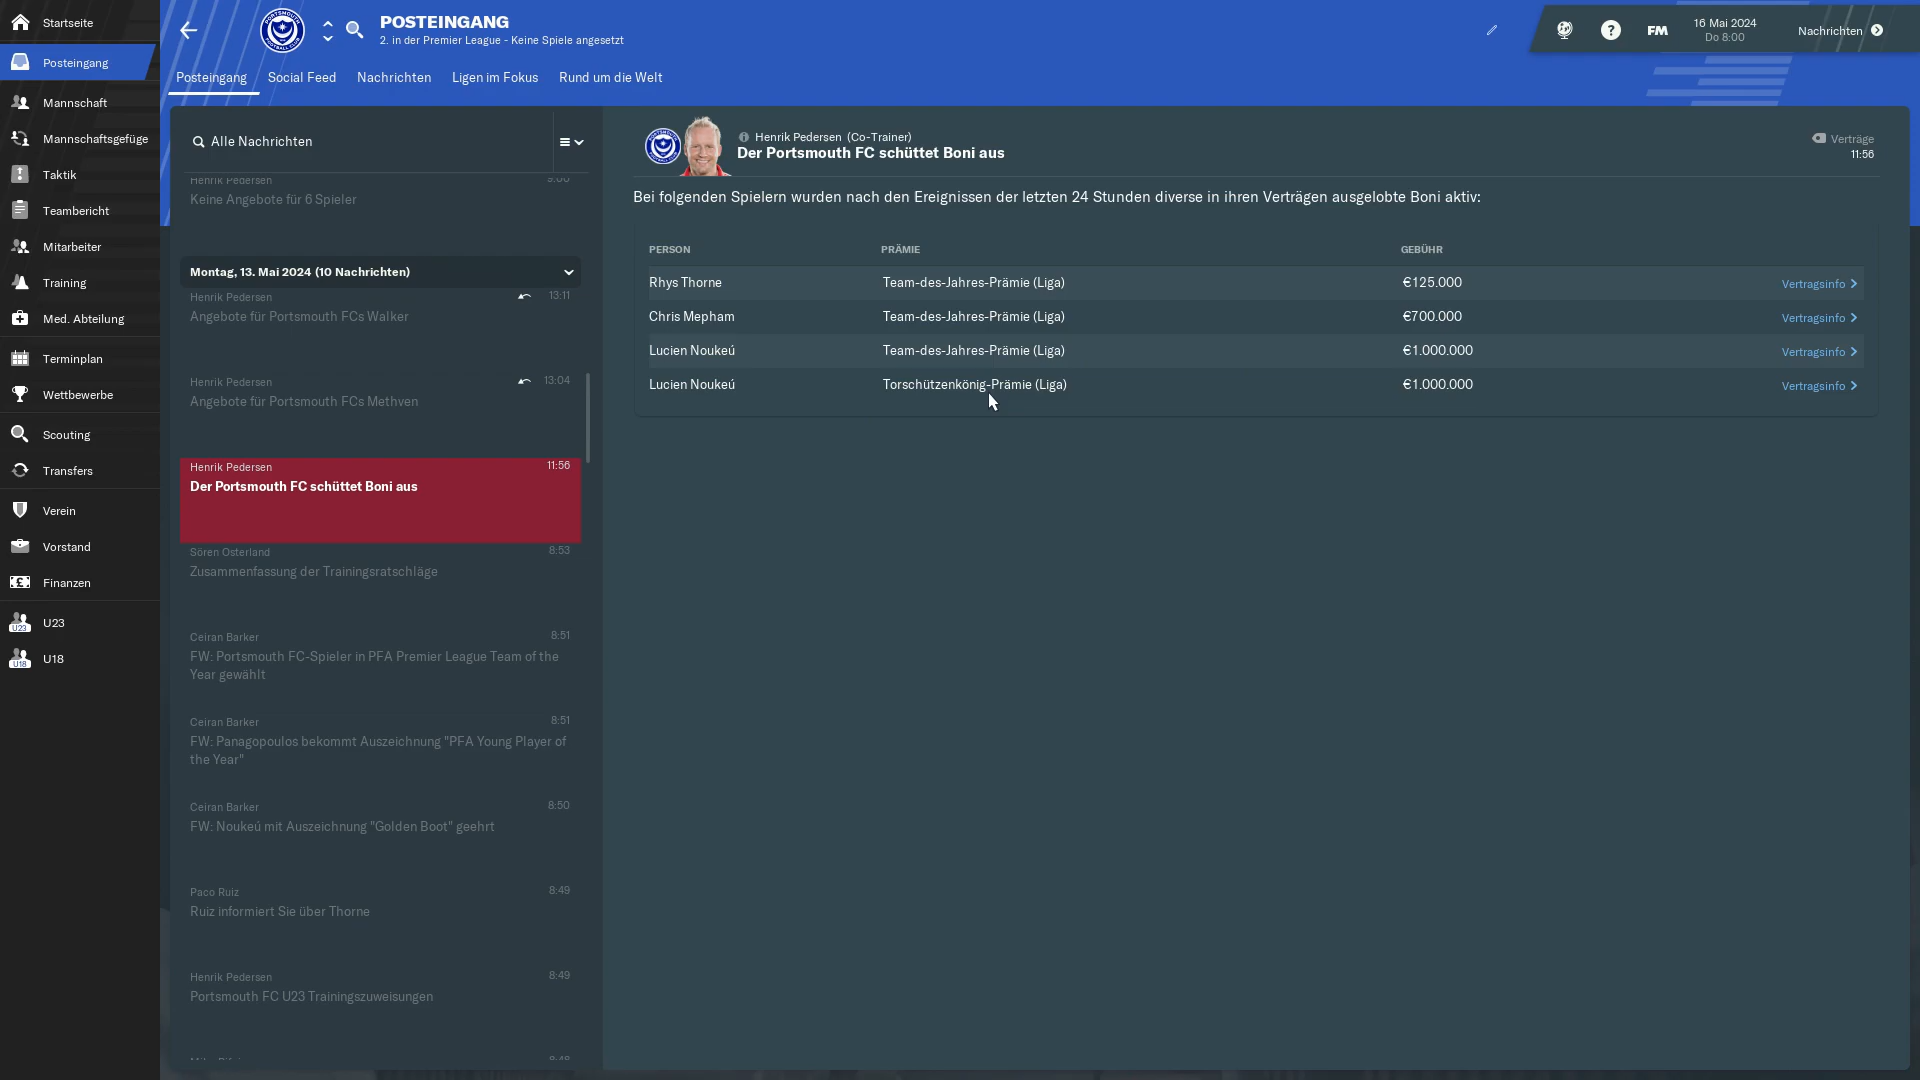 Startseite
Posteingang
Mannschaft
Mannschaftsgefüge
Taktik
Teambericht
Mitarbeiter
Training
Med. Abteilung
Terminplan
Wettbewerbe
Scouting
Transfers
Verein
Vorstand
Finanzen
U23
U23
U18
U18
POSTEINGANG
2. in der Premier League - Keine Spiele angesetzt
FM
16 Mai 2024
Do 8:00
Nachrichten
Posteingang Social Feed Nachrichten Ligen im Fokus Rund um die Welt
Alle Nachrichten
Henrik Pedersen 9:00
Keine Angebote für 6 Spieler
Montag, 13. Mai 2024 (10 Nachrichten)
Henrik Pedersen 13:11
Angebote für Portsmouth FCs Walker
Henrik Pedersen 13:04
Angebote für Portsmouth FCs Methven
Henrik Pedersen 11:56
Der Portsmouth FC schüttet Boni aus
Sören Osterland 8:53
Zusammenfassung der Trainingsratschläge
Ceiran Barker 8:51
FW: Portsmouth FC-Spieler in PFA Premier League Team of the
Year gewählt
Ceiran Barker 8:51
FW: Panagopoulos bekommt Auszeichnung "PFA Young Player of
the Year"
Ceiran Barker 8:50
FW: Noukeú mit Auszeichnung "Golden Boot" geehrt
Paco Ruiz 8:49
Ruiz informiert Sie über Thorne
Henrik Pedersen 8:49
Portsmouth FC U23 Trainingszuweisungen
8:48
Henrik Pedersen (Co-Trainer)
Der Portsmouth FC schüttet Boni aus
Verträge
11:56
Bei folgenden Spielern wurden nach den Ereignissen der letzten 24 Stunden diverse in ihren Verträgen ausgelobte Boni aktiv:
PERSON PRÄMIE GEBÜHR
Rhys Thorne Team-des-Jahres-Prämie (Liga) €125.000 Vertragsinfo
Chris Mepham Team-des-Jahres-Prämie (Liga) €700.000 Vertragsinfo
Lucien Noukeú Team-des-Jahres-Prämie (Liga) €1.000.000 Vertragsinfo
Lucien Noukeú Torschützenkönig-Prämie (Liga) €1.000.000 Vertragsinfo